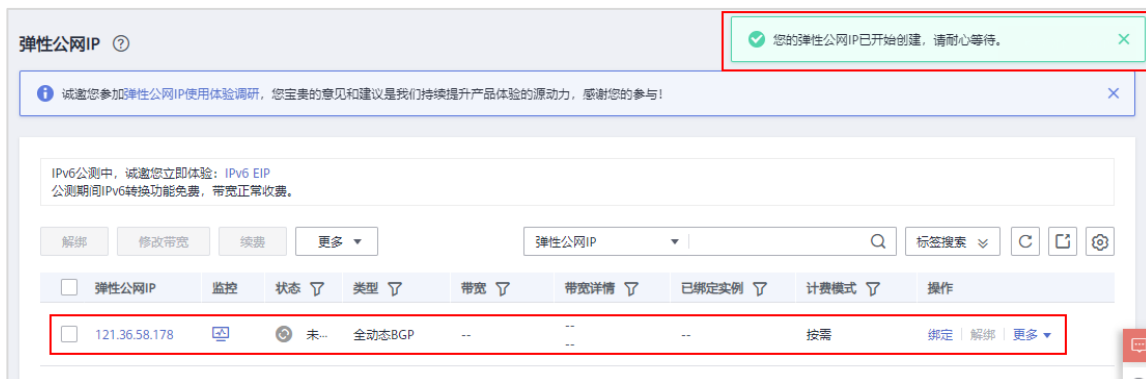 弹性公网IP
您的弹性公网IP已开始创建，请耐心等待。
诚邀您参加弹性公网IP使用体验调研，您宝贵的意见和建议是我们持续提升产品体验的源动力，感谢您的参与！
IPv6公测中，诚邀您立即体验：IPv6 EIP
公测期间IPv6转换功能免费，带宽正常收费。
解绑 修改带宽 续费 更多 弹性公网IP 标签搜索
弹性公网IP 监控 状态 类型 带宽 带宽详情 已绑定实例 计费模式 操作
121.36.58.178 未... 全动态BGP -- -- -- 按需 绑定 解绑 更多
--